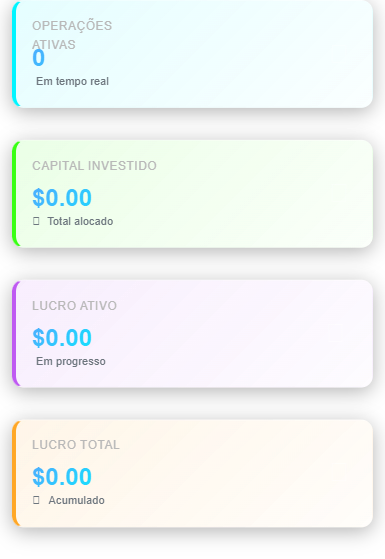 OPERAÇÕES
ATIVAS
0
Em tempo real
CAPITAL INVESTIDO
$0.00
Total alocado
LUCRO ATIVO
$0.00
Em progresso
LUCRO TOTAL
$0.00
Acumulado